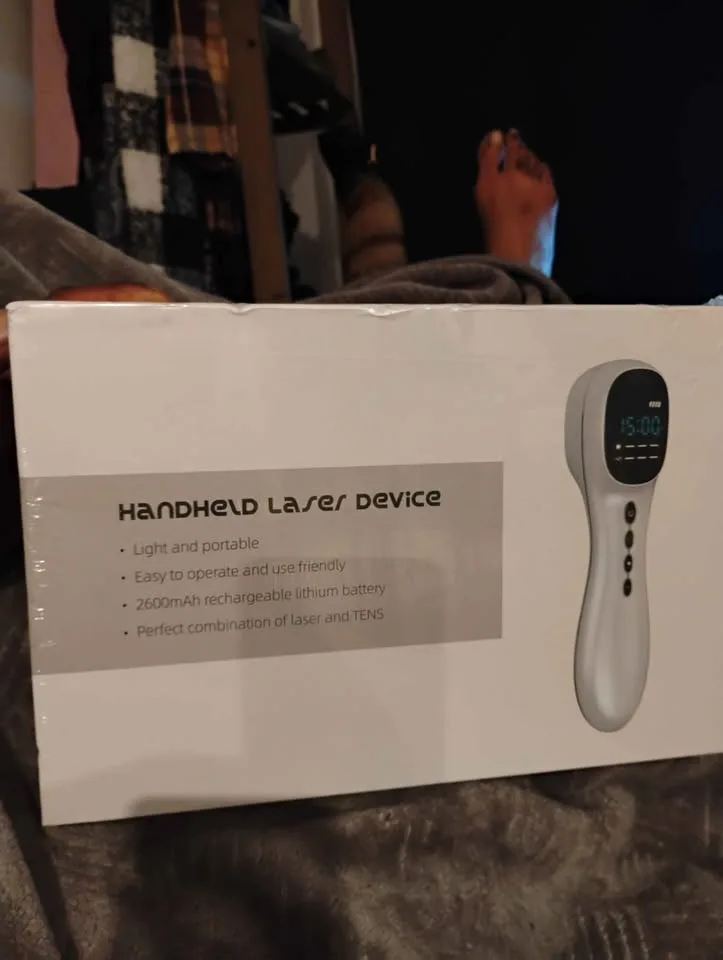 HANDHELD LASER DEVICE
• Light and portable
• Easy to operate and use friendly
• 2600mAh rechargeable lithium battery
• Perfect combination of laser and TENS
15:00